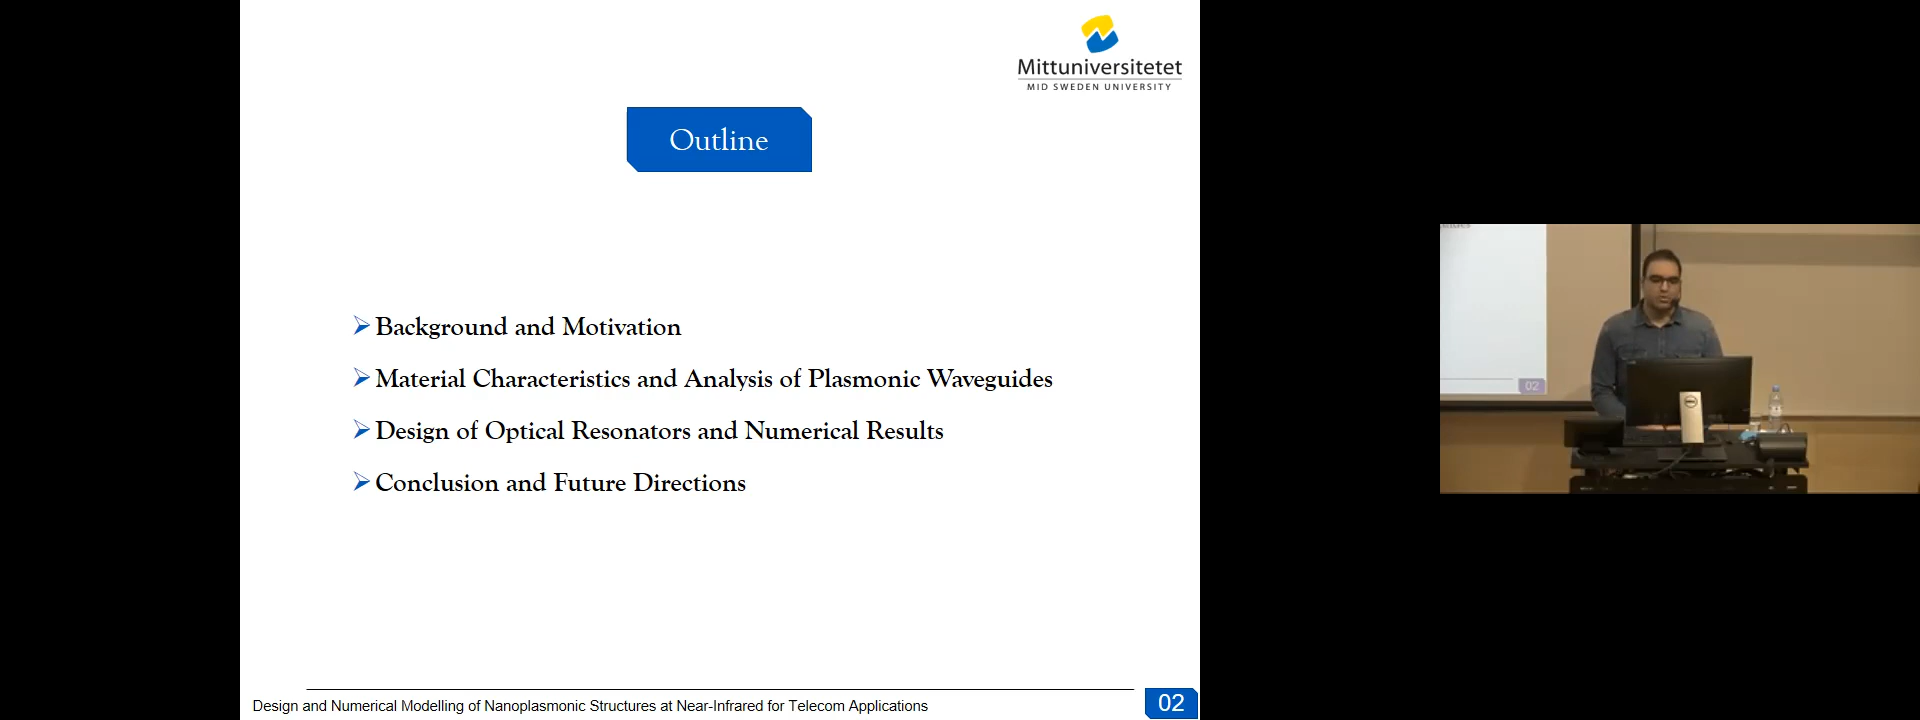 Mittuniversitetet
MID SWEDEN UNIVERSITY
Outline
Background and Motivation
Material Characteristics and Analysis of Plasmonic Waveguides
Design of Optical Resonators and Numerical Results
Conclusion and Future Directions
Design and Numerical Modelling of Nanoplasmonic Structures at Near-Infrared for Telecom Applications
02
02